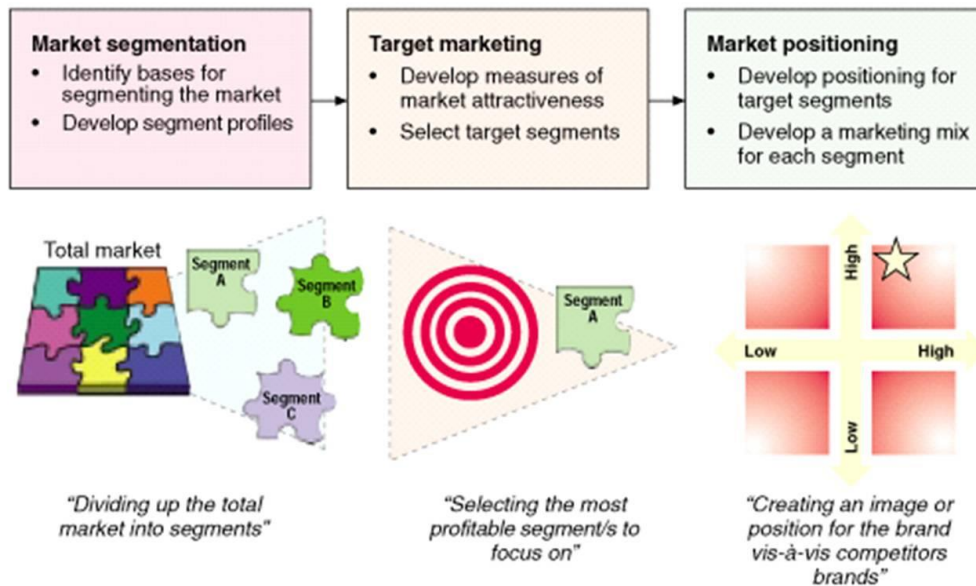 Market segmentation
• Identify bases for
segmenting the market
• Develop segment profiles
Target marketing
• Develop measures of
market attractiveness
• Select target segments
Market positioning
• Develop positioning for
target segments
• Develop a marketing mix
for each segment
Total market
Segment
A
Segment
B
Segment
C
Segment
A
High
Low
High
Low
"Dividing up the total
market into segments"
"Selecting the most
profitable segment/s to
focus on"
"Creating an image or
position for the brand
vis-à-vis competitors
brands"